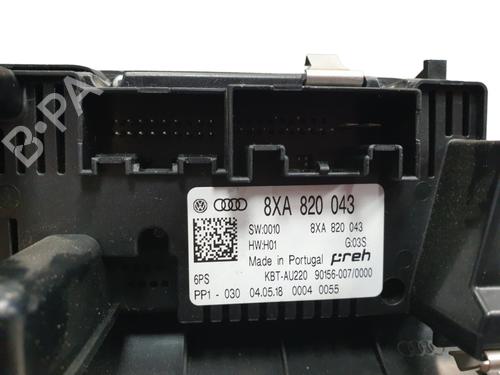 B-PA
8XA 820 043
SW:0010 8XA 820 043
HW:H01 G:03S
Made in Portugal preh
6PS KBT-AU220 90156-007/0000
PP1 - 030 04.05.18 0004 0055